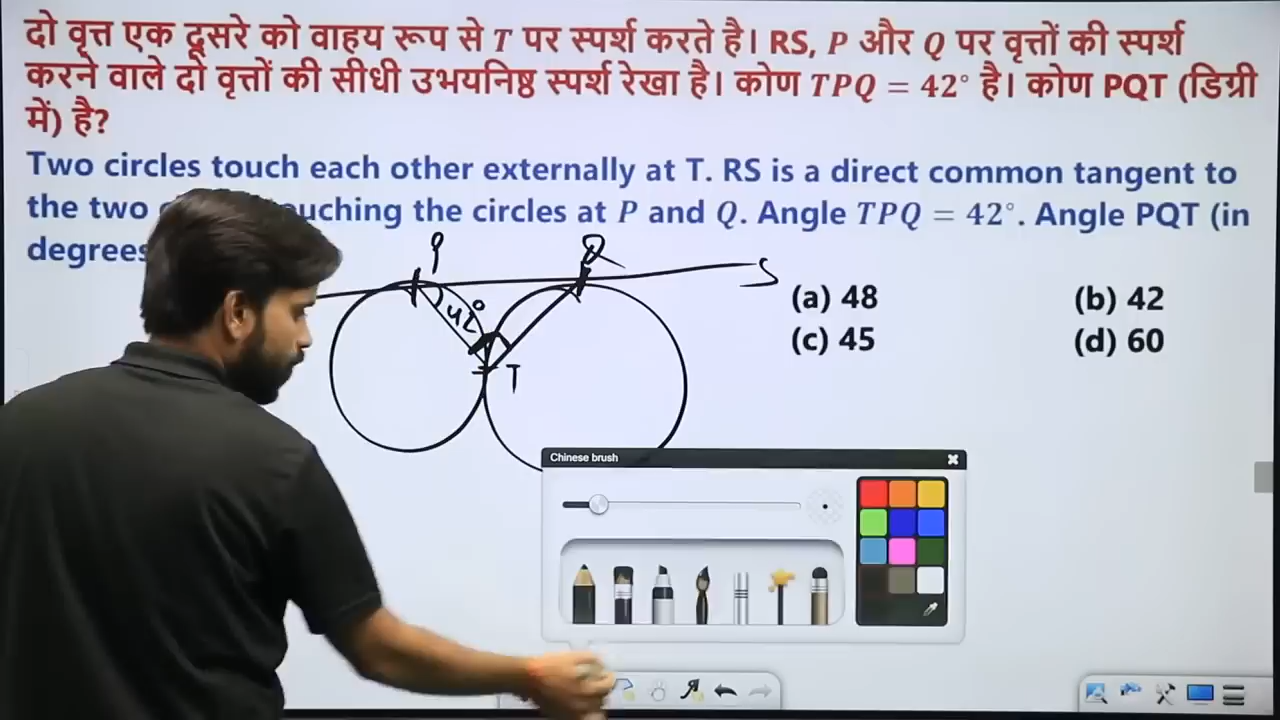 दो वृत्त एक दूसरे को वाहय रूप से T पर स्पर्श करते है। RS, P और Q पर वृत्तों की स्पर्श
करने वाले दो वृत्तों की सीधी उभयनिष्ठ स्पर्श रेखा है। कोण TPQ = 42° है। कोण PQT (डिग्री
में) है?
Two circles touch each other externally at T. RS is a direct common tangent to
the two uching the circles at P and Q. Angle TPQ = 42°. Angle PQT (in
degrees
P Q S
42°
T
(a) 48 (b) 42
(c) 45 (d) 60
Chinese brush